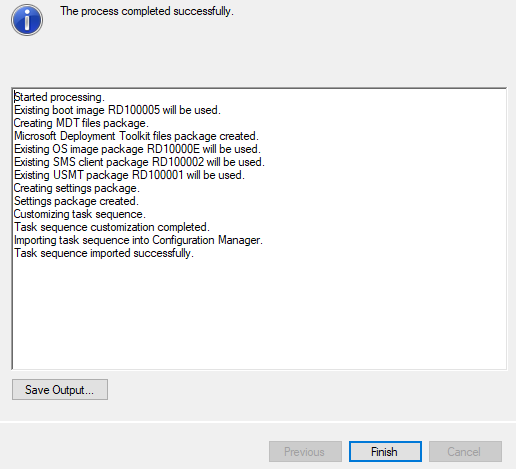 The process completed successfully.
Started processing.
Existing boot image RD100005 will be used.
Creating MDT files package.
Microsoft Deployment Toolkit files package created.
Existing OS image package RD10000E will be used.
Existing SMS client package RD100002 will be used.
Existing USMT package RD100001 will be used.
Creating settings package.
Settings package created.
Customizing task sequence.
Task sequence customization completed.
Importing task sequence into Configuration Manager.
Task sequence imported successfully.
Save Output...
Previous
Finish
Cancel